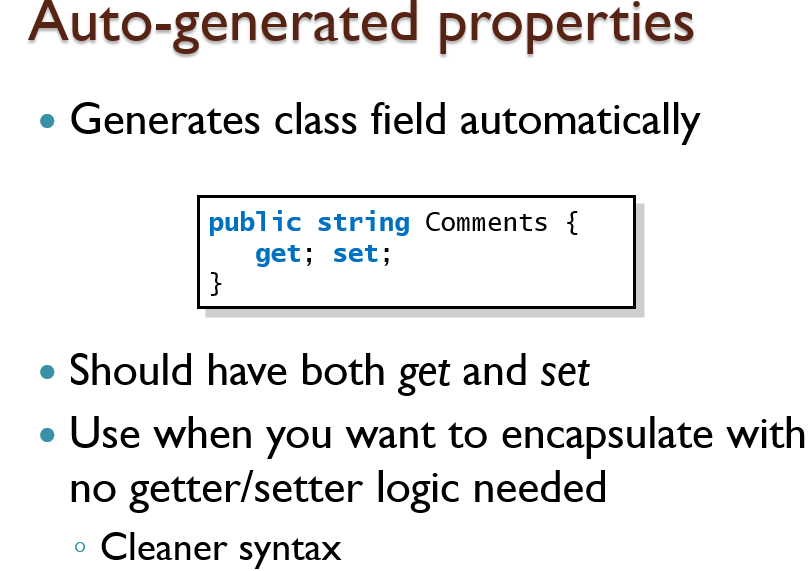 Auto-generated properties
• Generates class field automatically
public string Comments {
get; set;
}
• Should have both get and set
• Use when you want to encapsulate with
no getter/setter logic needed
◦ Cleaner syntax